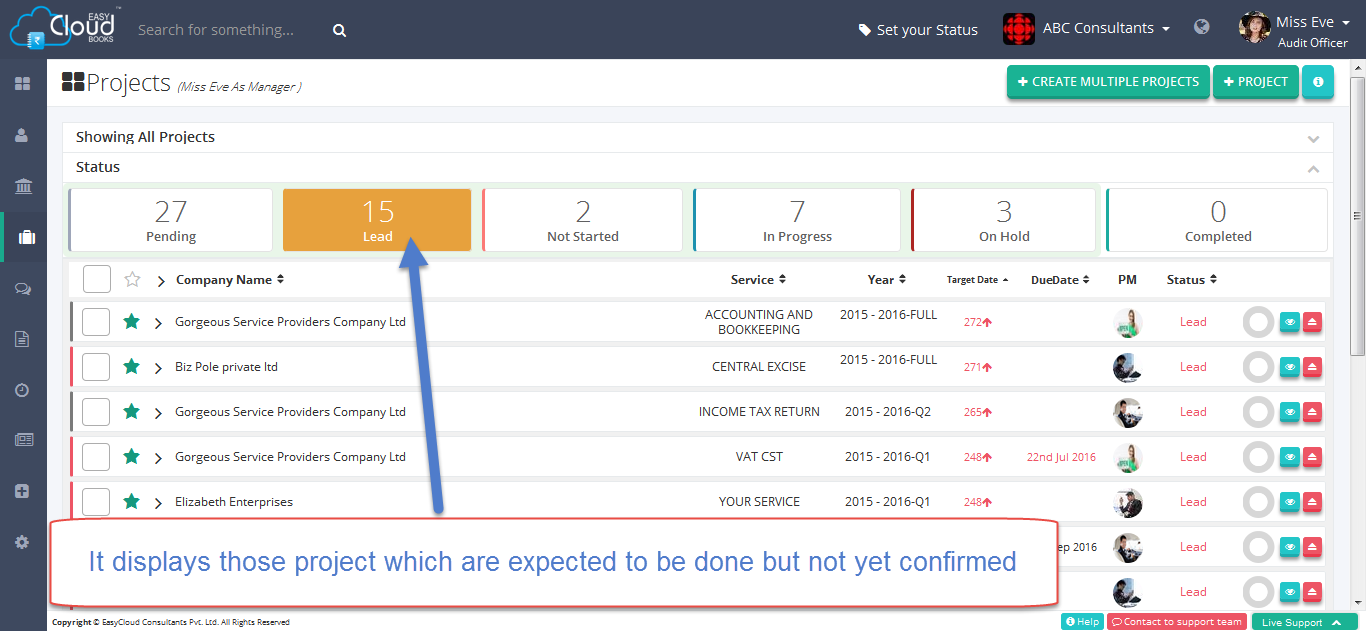 EASY
Cloud
BOOKS
Search for something...
Set your Status
ABC Consultants
Miss Eve
Audit Officer
Projects (Miss Eve As Manager )
+ CREATE MULTIPLE PROJECTS
+ PROJECT
Showing All Projects
Status
27 15 2 7 3 0
Pending Lead Not Started In Progress On Hold Completed
Company Name Service Year Target Date DueDate PM Status
Gorgeous Service Providers Company Ltd ACCOUNTING AND BOOKKEEPING 2015 - 2016-FULL 272 Lead
Biz Pole private ltd CENTRAL EXCISE 2015 - 2016-FULL 271 Lead
Gorgeous Service Providers Company Ltd INCOME TAX RETURN 2015 - 2016-Q2 265 Lead
Gorgeous Service Providers Company Ltd VAT CST 2015 - 2016-Q1 248 22nd Jul 2016 Lead
Elizabeth Enterprises YOUR SERVICE 2015 - 2016-Q1 248 Lead
ep 2016 Lead
It displays those project which are expected to be done but not yet confirmed
Lead
Copyright © EasyCloud Consultants Pvt. Ltd. All Rights Reserved
Help
Contact to support team
Live Support